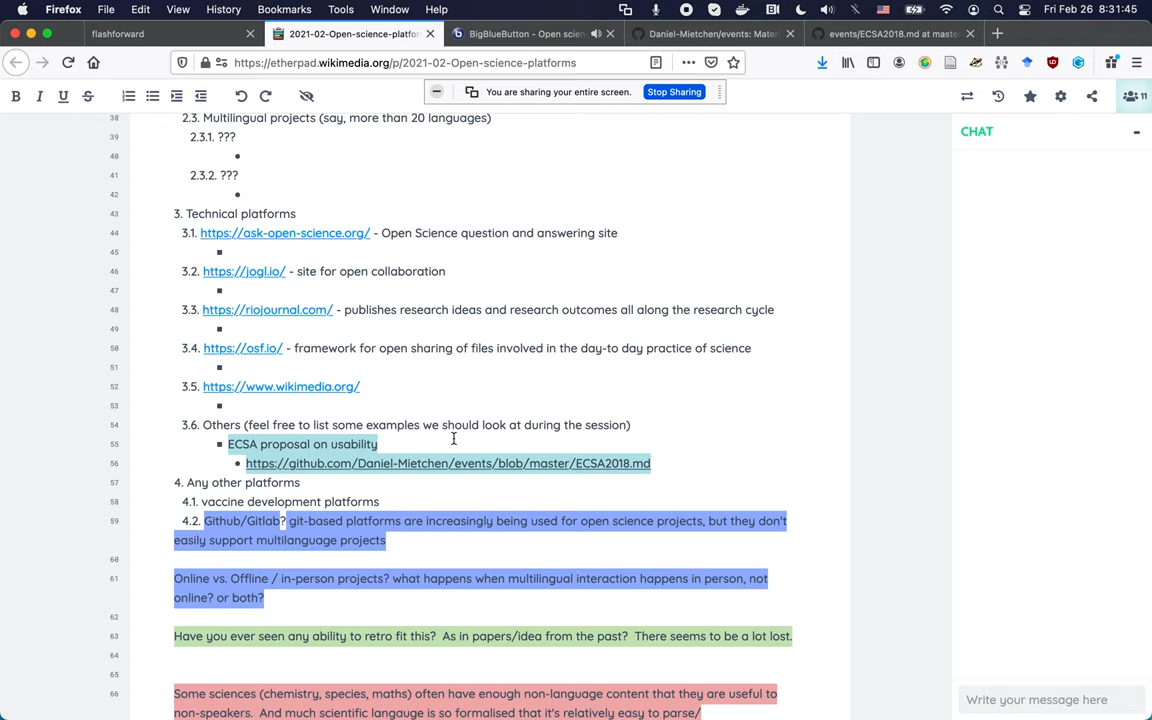 Firefox File Edit View History Bookmarks Tools Window Help Fri Feb 26 8:31:45
flashforward
2021-02-Open-science-platfor
BigBlueButton - Open scien
Daniel-Mietchen/events: Mater
events/ECSA2018.md at maste
https://etherpad.wikimedia.org/p/2021-02-Open-science-platforms
You are sharing your entire screen. Stop Sharing
11
38 2.3. Multilingual projects (say, more than 20 languages)
39 2.3.1. ???
40
41 2.3.2. ???
42
43 3. Technical platforms
44 3.1. https://ask-open-science.org/ - Open Science question and answering site
45
46 3.2. https://jogl.io/ - site for open collaboration
47
48 3.3. https://riojournal.com/ - publishes research ideas and research outcomes all along the research cycle
49
50 3.4. https://osf.io/ - framework for open sharing of files involved in the day-to day practice of science
51
52 3.5. https://www.wikimedia.org/
53
54 3.6. Others (feel free to list some examples we should look at during the session)
55 ECSA proposal on usability
56 https://github.com/Daniel-Mietchen/events/blob/master/ECSA2018.md
57 4. Any other platforms
58 4.1. vaccine development platforms
59 4.2. Github/Gitlab? git-based platforms are increasingly being used for open science projects, but they don't
easily support multilanguage projects
60
61 Online vs. Offline / in-person projects? what happens when multilingual interaction happens in person, not
online? or both?
62
63 Have you ever seen any ability to retro fit this? As in papers/idea from the past? There seems to be a lot lost.
64
65
66 Some sciences (chemistry, species, maths) often have enough non-language content that they are useful to
non-speakers. And much scientific langauge is so formalised that it's relatively easy to parse/
CHAT
Write your message here